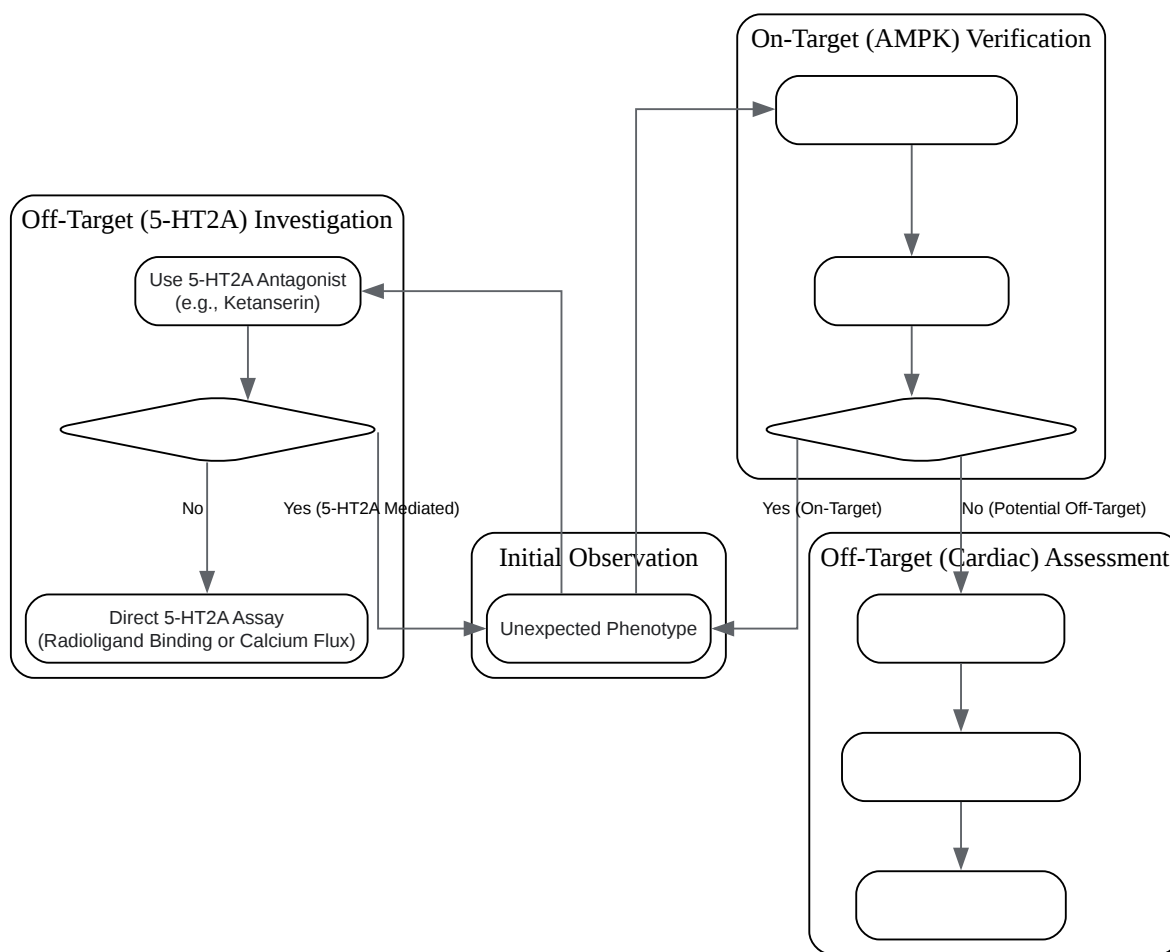 On-Target (AMPK) Verification
Off-Target (5-HT2A) Investigation
Use 5-HT2A Antagonist
(e.g., Ketanserin)
No
Yes (5-HT2A Mediated)
Yes (On-Target)
No (Potential Off-Target)
Initial Observation
Off-Target (Cardiac) Assessment
Direct 5-HT2A Assay
(Radioligand Binding or Calcium Flux)
Unexpected Phenotype